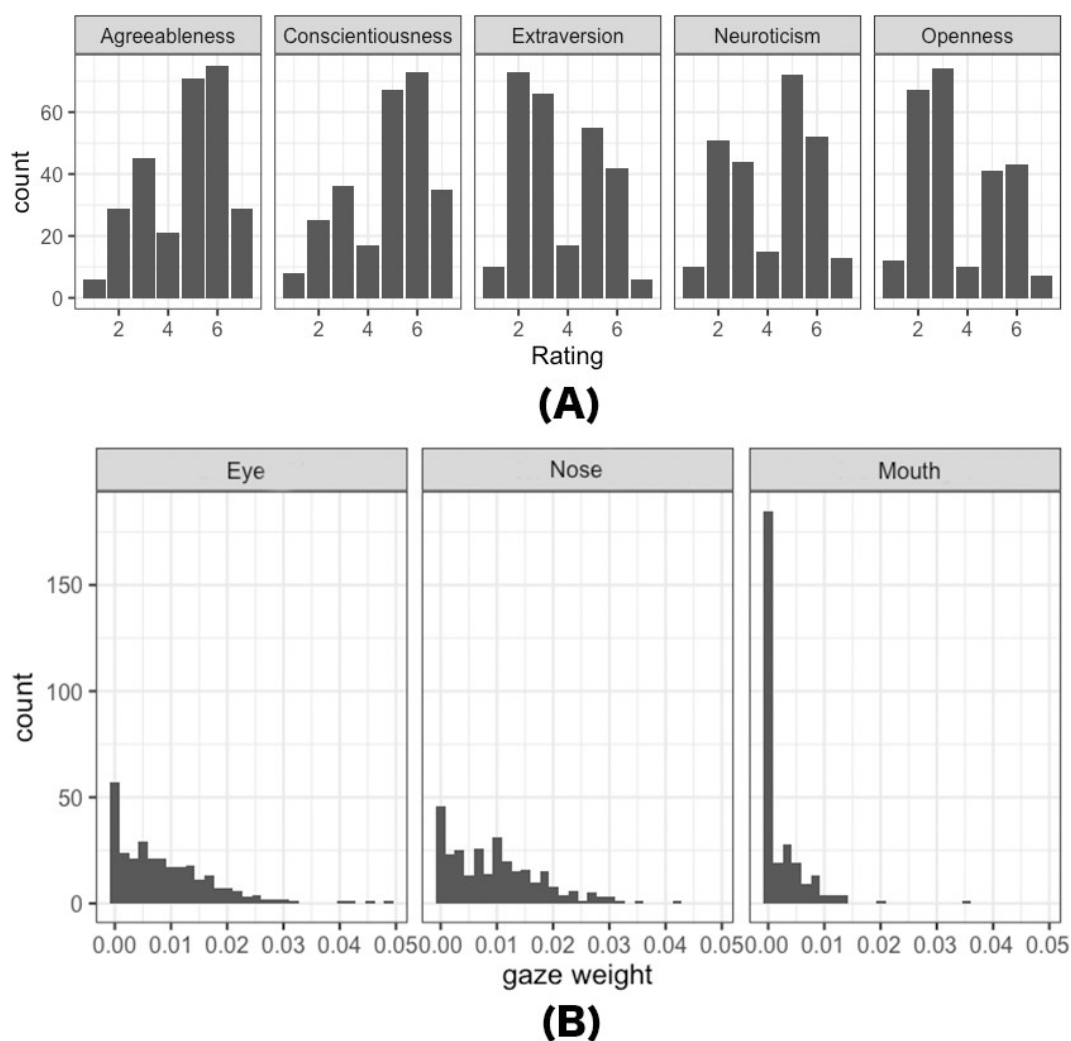 Agreeableness Conscientiousness Extraversion Neuroticism Openness
60
40
20
0
count
2 4 6 2 4 6 2 4 6 2 4 6 2 4 6
Rating
(A)
Eye Nose Mouth
150
100
50
0
count
0.00 0.01 0.02 0.03 0.04 0.05 0.00 0.01 0.02 0.03 0.04 0.05 0.00 0.01 0.02 0.03 0.04 0.05
gaze weight
(B)